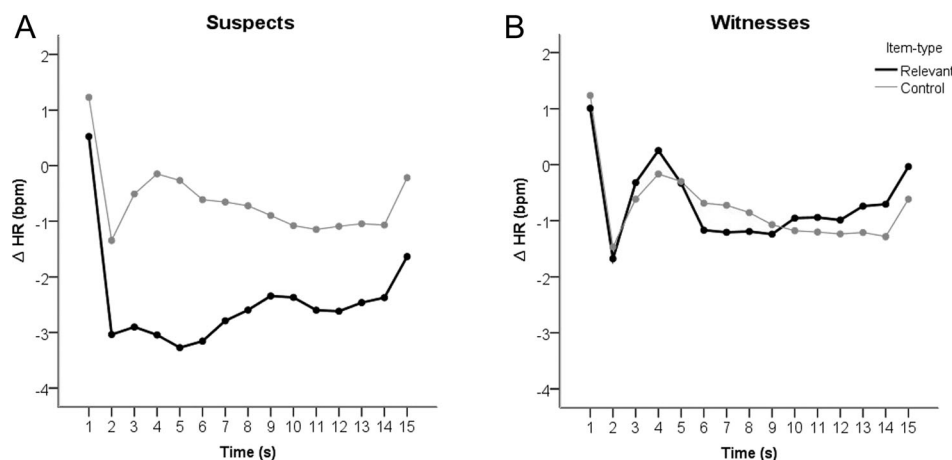 A
Suspects
Δ HR (bpm)
2
1
0
-1
-2
-3
-4
1 2 3 4 5 6 7 8 9 10 11 12 13 14 15
Time (s)
B
Witnesses
Item-type
Relevant
Control
Δ HR (bpm)
2
1
0
-1
-2
-3
-4
1 2 3 4 5 6 7 8 9 10 11 12 13 14 15
Time (s)